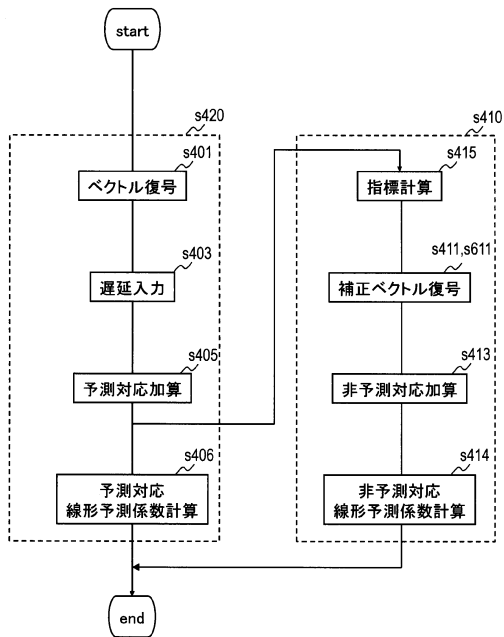 start
s420
s401
ベクトル復号
s403
遅延入力
s405
予測対応加算
s406
予測対応
線形予測係数計算
s410
s415
指標計算
s411,s611
補正ベクトル復号
s413
非予測対応加算
s414
非予測対応
線形予測係数計算
end